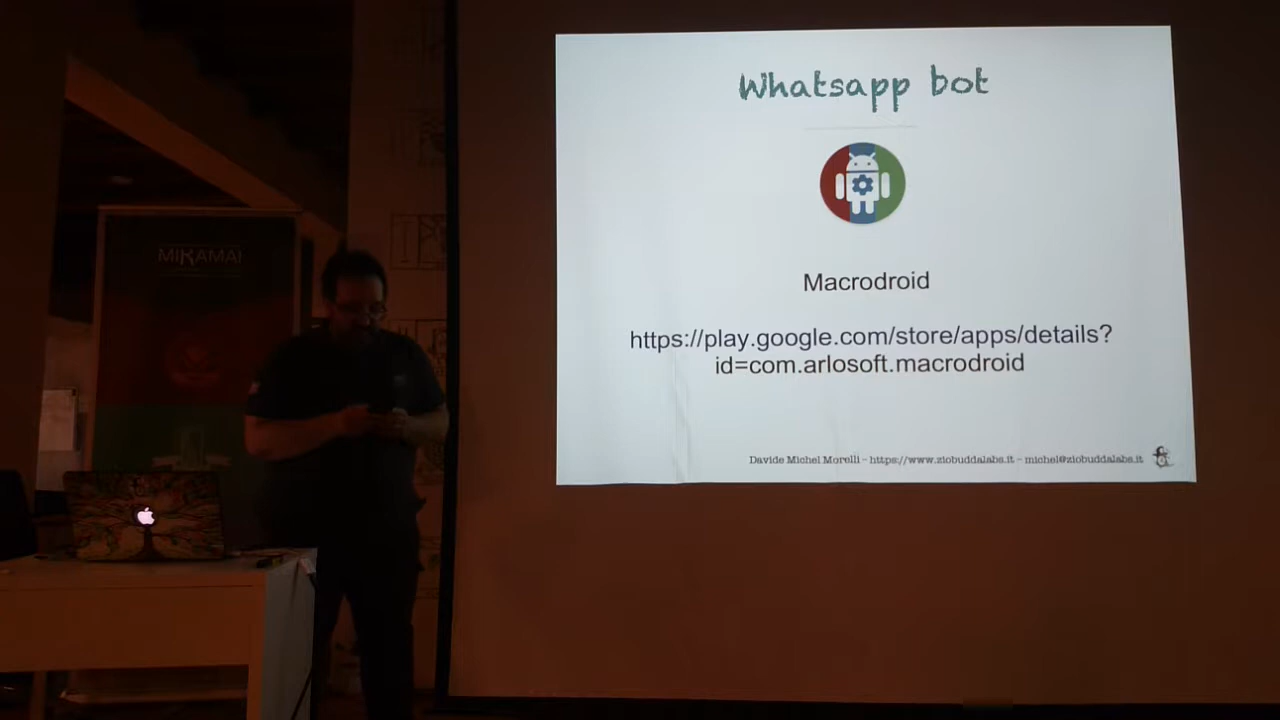 Whatsapp bot
Macrodroid
https://play.google.com/store/apps/details?
id=com.arlosoft.macrodroid
Davide Michel Morelli - https://www.ziobuddalabs.it - michel@ziobuddalabs.it
MIRAMAR